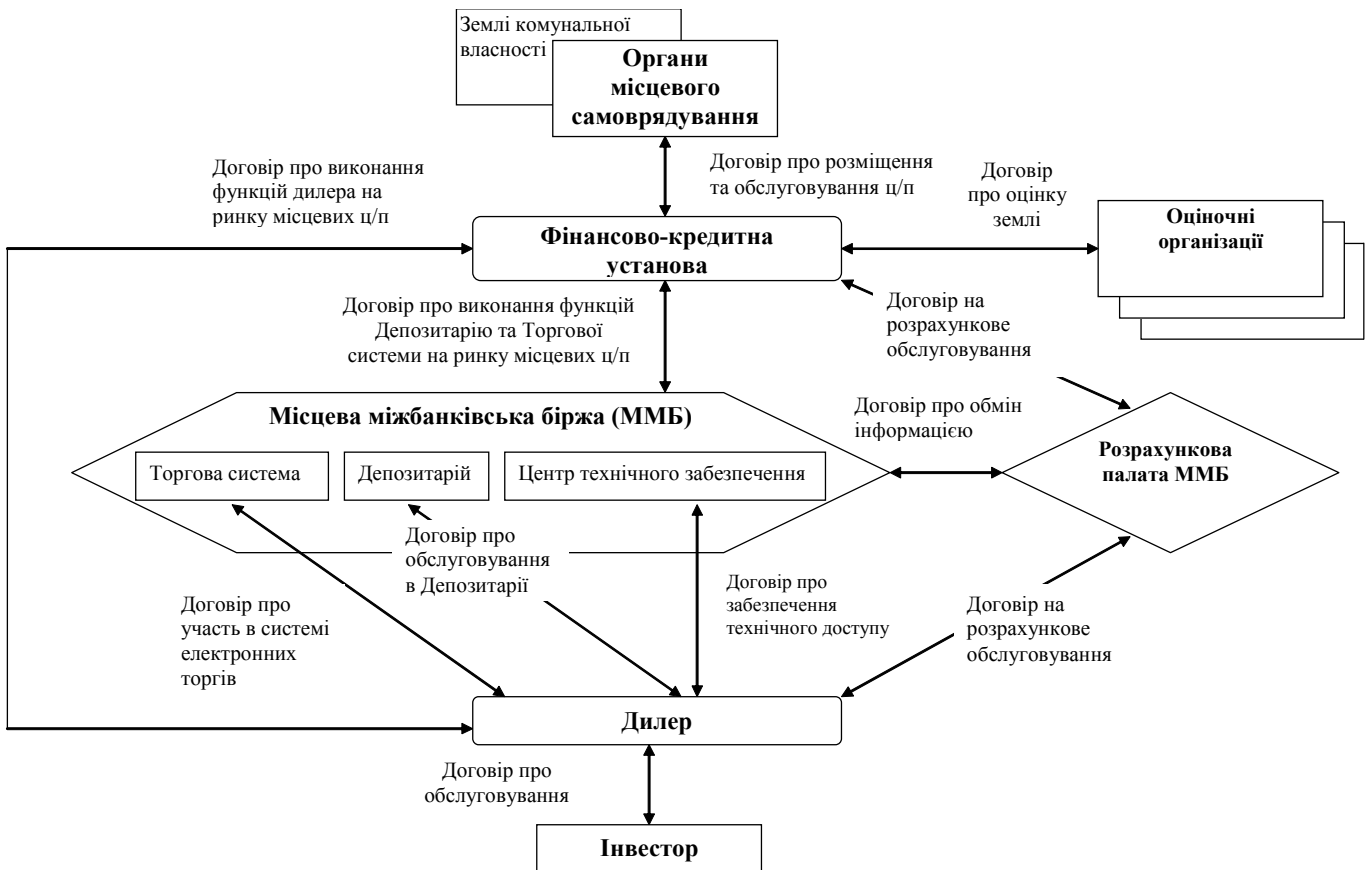 Землі комунальної
власності
Органи
місцевого
самоврядування
Договір про виконання
функцій дилера на
ринку місцевих ц/п
Договір про розміщення
та обслуговування ц/п
Договір
про оцінку
землі
Оціночні
організації
Фінансово-кредитна
установа
Договір про виконання функцій
Депозитарію та Торгової
системи на ринку місцевих ц/п
Договір на
розрахункове
обслуговування
Місцева міжбанківська біржа (ММБ)
Договір про обмін
інформацією
Торгова система
Депозитарій
Центр технічного забезпечення
Розрахункова
палата ММБ
Договір про
обслуговування
в Депозитарії
Договір про
участь в системі
електронних
торгів
Договір про
забезпечення
технічного доступу
Договір на
розрахункове
обслуговування
Дилер
Договір про
обслуговування
Інвестор